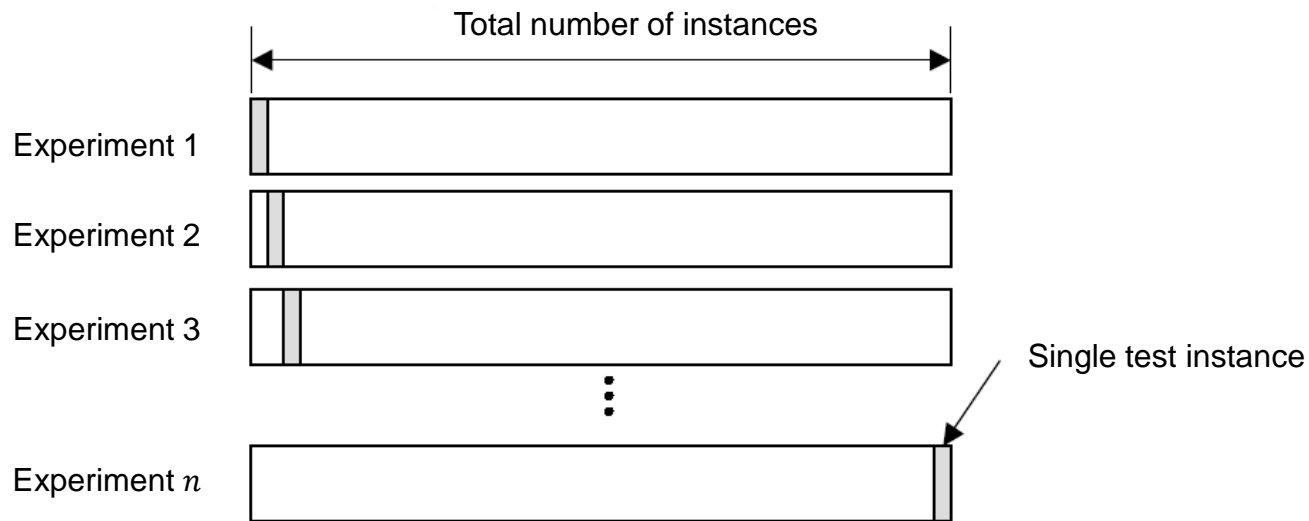 Total number of instances
Experiment 1
Experiment 2
Experiment 3
Single test instance
Experiment 𝑛